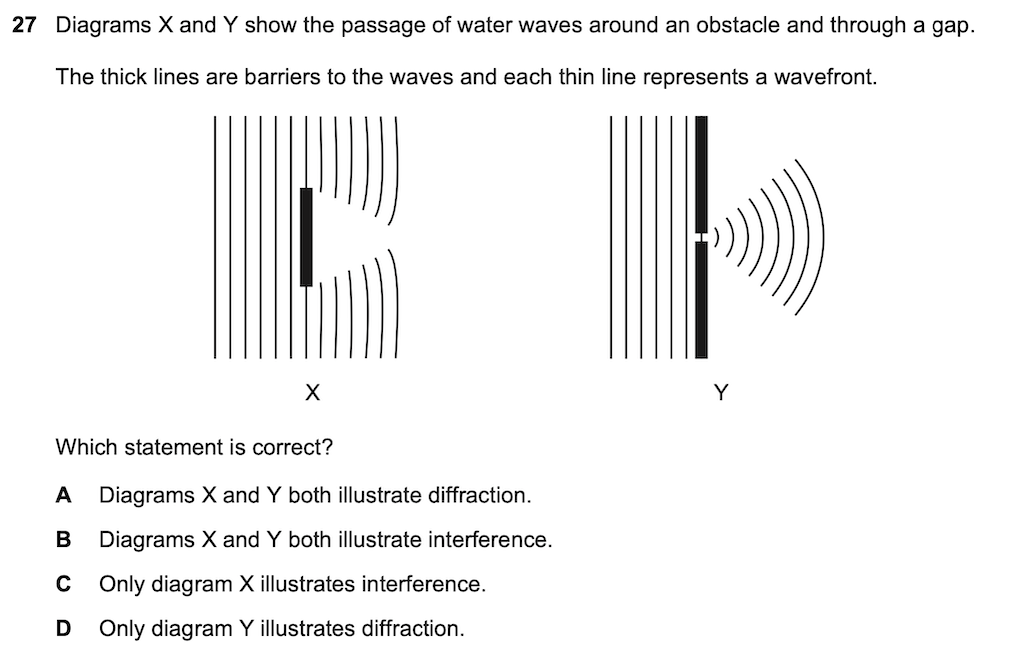 27 Diagrams X and Y show the passage of water waves around an obstacle and through a gap.
The thick lines are barriers to the waves and each thin line represents a wavefront.
X
Y
Which statement is correct?
A Diagrams X and Y both illustrate diffraction.
B Diagrams X and Y both illustrate interference.
C Only diagram X illustrates interference.
D Only diagram Y illustrates diffraction.